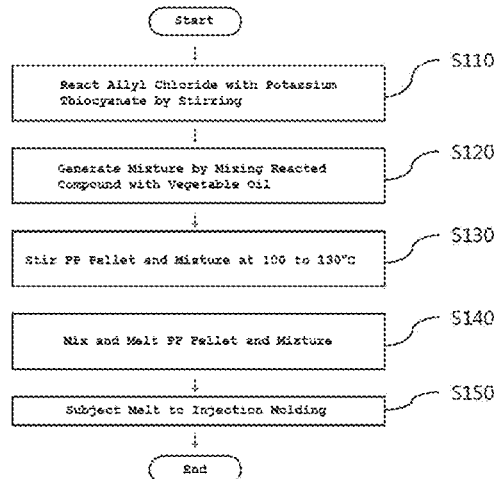 Start
S110
React Allyl Chloride with Potassium
Thiocyanate by Stirring
S120
Generate Mixture by Mixing Reacted
Compound with Vegetable Oil
S130
Stir PP Pellet and Mixture at 100 to 130°C
S140
Mix and Melt PP Pellet and Mixture
S150
Subject Melt to Injection Molding
End